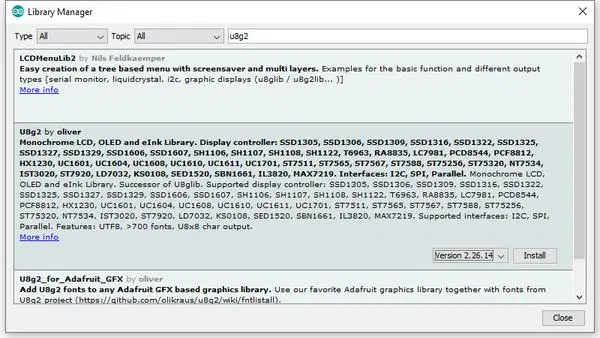 Library Manager
Type All Topic All u8g2
LCDMenuLib2 by Nils Feldkaemper
Easy creation of a tree based menu with screensaver and multi layers. Examples for the basic function and different output
types [serial monitor, liquidcrystal, i2c, graphic displays (u8glib / u8g2lib... )]
More info
U8g2 by oliver
Monochrome LCD, OLED and eInk Library. Display controller: SSD1305, SSD1306, SSD1309, SSD1316, SSD1322, SSD1325,
SSD1327, SSD1329, SSD1606, SSD1607, SH1106, SH1107, SH1108, SH1122, T6963, RA8835, LC7981, PCD8544, PCF8812,
HX1230, UC1601, UC1604, UC1608, UC1610, UC1611, UC1701, ST7511, ST7565, ST7567, ST7588, ST75256, ST75320, NT7534,
IST3020, ST7920, LD7032, KS0108, SED1520, SBN1661, IL3820, MAX7219. Interfaces: I2C, SPI, Parallel. Monochrome LCD,
OLED and eInk Library. Successor of U8glib. Supported display controller: SSD1305, SSD1306, SSD1309, SSD1316, SSD1322,
SSD1325, SSD1327, SSD1329, SSD1606, SSD1607, SH1106, SH1107, SH1108, SH1122, T6963, RA8835, LC7981, PCD8544,
PCF8812, HX1230, UC1601, UC1604, UC1608, UC1610, UC1611, UC1701, ST7511, ST7565, ST7567, ST7588, ST75256,
ST75320, NT7534, IST3020, ST7920, LD7032, KS0108, SED1520, SBN1661, IL3820, MAX7219. Supported interfaces: I2C, SPI,
Parallel. Features: UTF8, >700 fonts, U8x8 char output.
More info
Version 2.26.14 Install
U8g2_for_Adafruit_GFX by oliver
Add U8g2 fonts to any Adafruit GFX based graphics library. Use our favorite Adafruit graphics library together with fonts from
U8g2 project (https://github.com/olikraus/u8g2/wiki/fntlistall).
Close